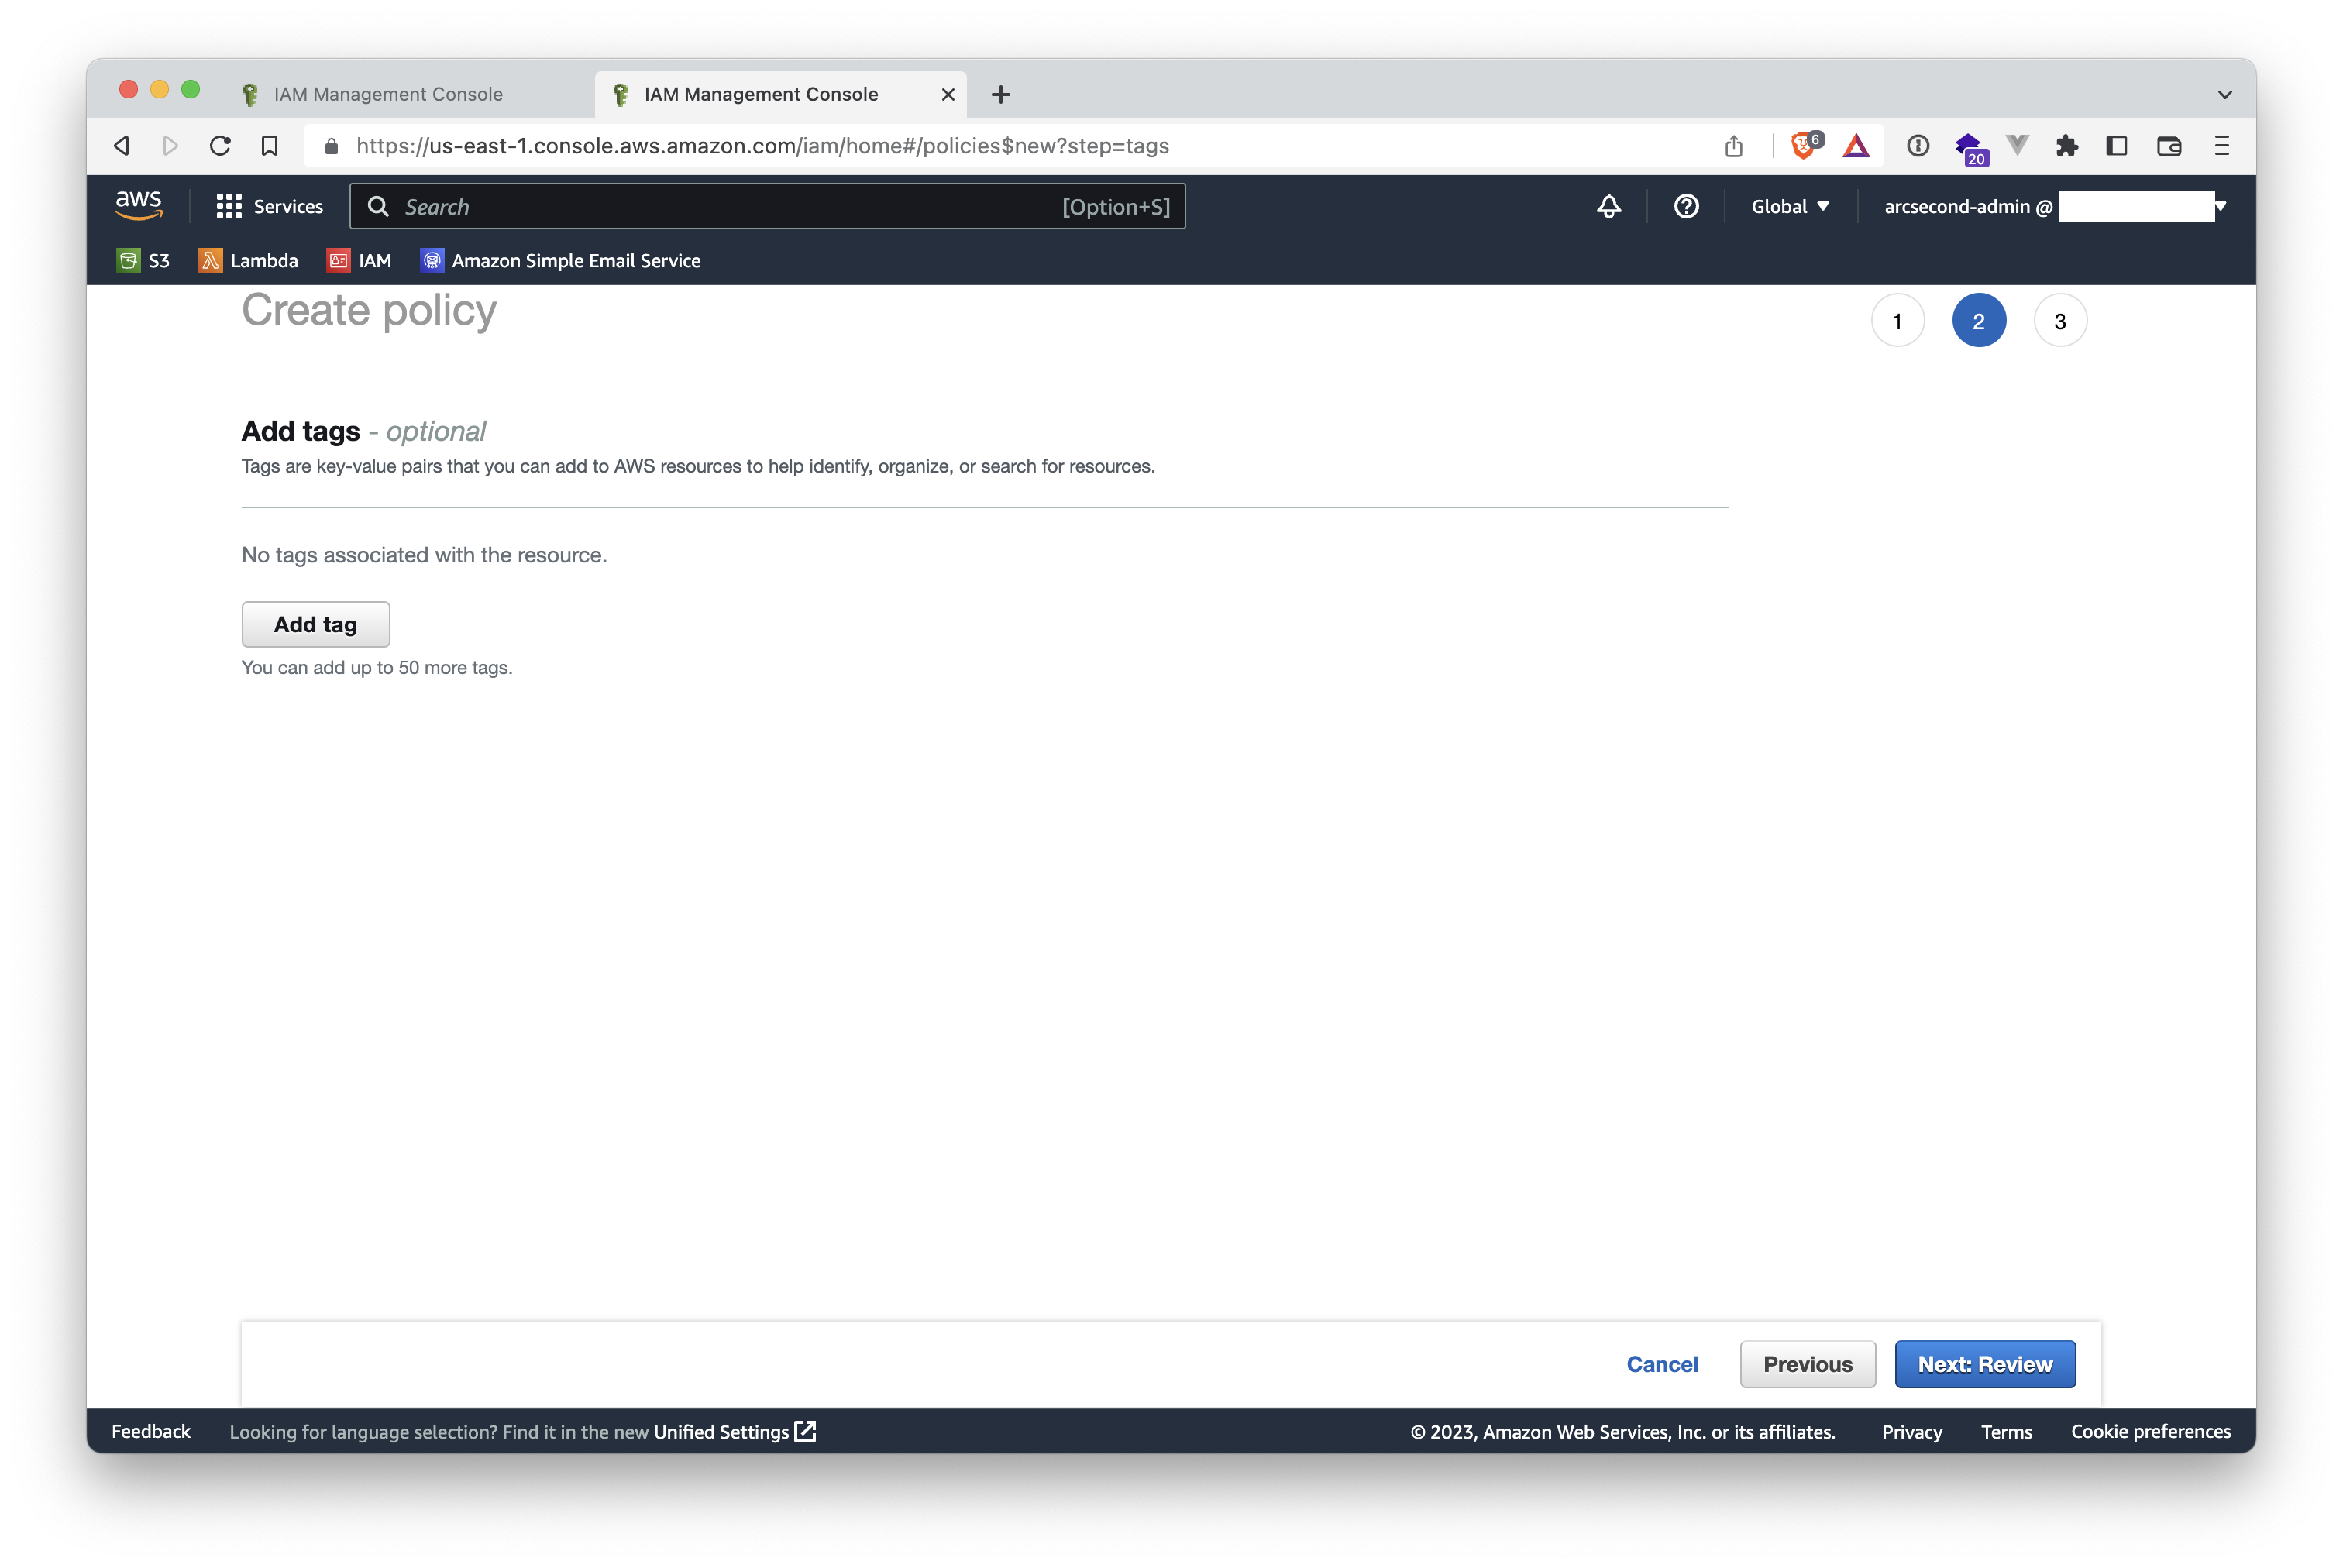 IAM Management Console
IAM Management Console
https://us-east-1.console.aws.amazon.com/iam/home#/policies$new?step=tags
6
20
aws
Services
Search
[Option+S]
Global
arcsecond-admin @
S3
Lambda
IAM
Amazon Simple Email Service
Create policy
1
2
3
Add tags - optional
Tags are key-value pairs that you can add to AWS resources to help identify, organize, or search for resources.
No tags associated with the resource.
Add tag
You can add up to 50 more tags.
Cancel
Previous
Next: Review
Feedback
Looking for language selection? Find it in the new Unified Settings
© 2023, Amazon Web Services, Inc. or its affiliates.
Privacy
Terms
Cookie preferences